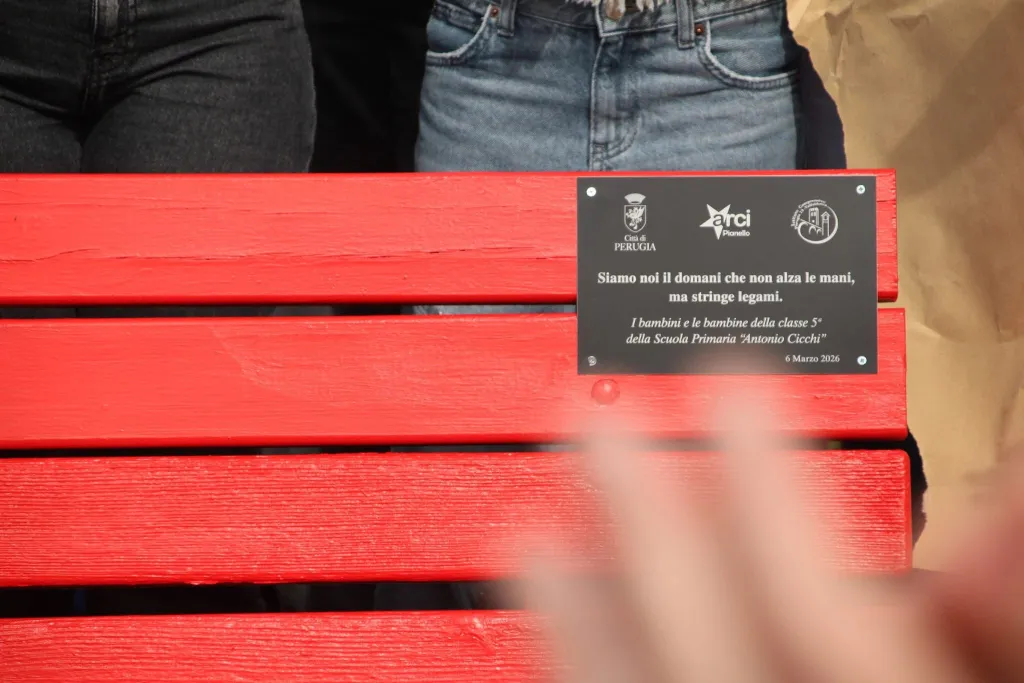 Città di
PERUGIA
arci
Pianello
Siamo noi il domani che non alza le mani,
ma stringe legami.
I bambini e le bambine della classe 5ª
della Scuola Primaria “Antonio Cicchi”
6 Marzo 2026